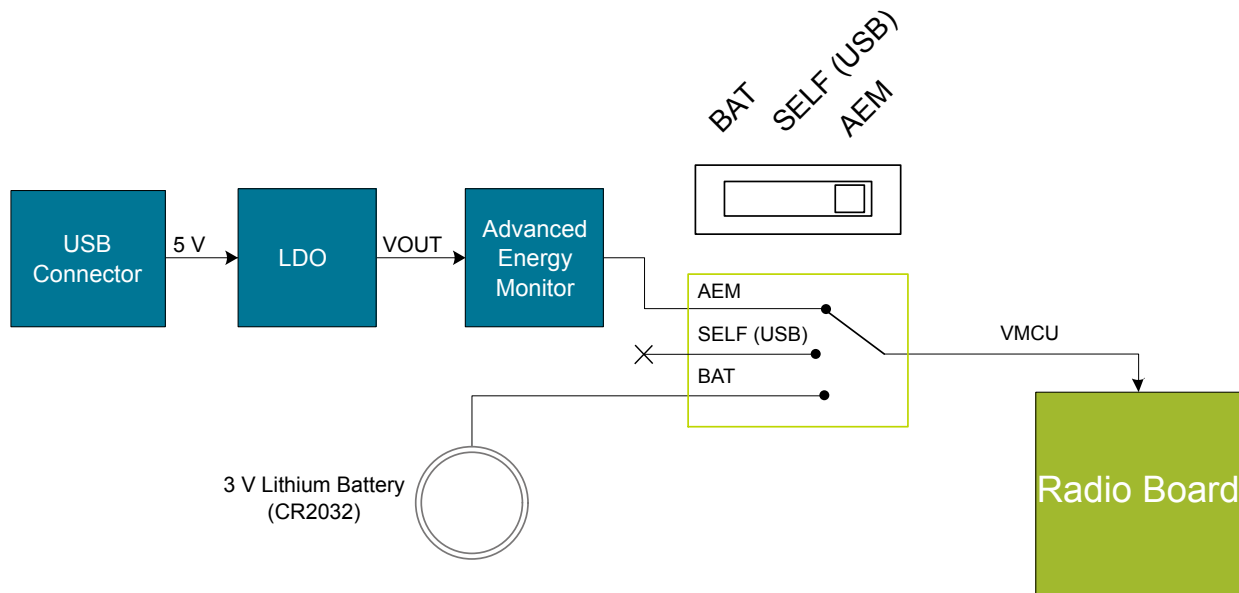 BAT
SELF (USB)
AEM
USB
Connector
5 V
LDO
VOUT
Advanced
Energy
Monitor
AEM
SELF (USB)
BAT
VMCU
3 V Lithium Battery
(CR2032)
Radio Board